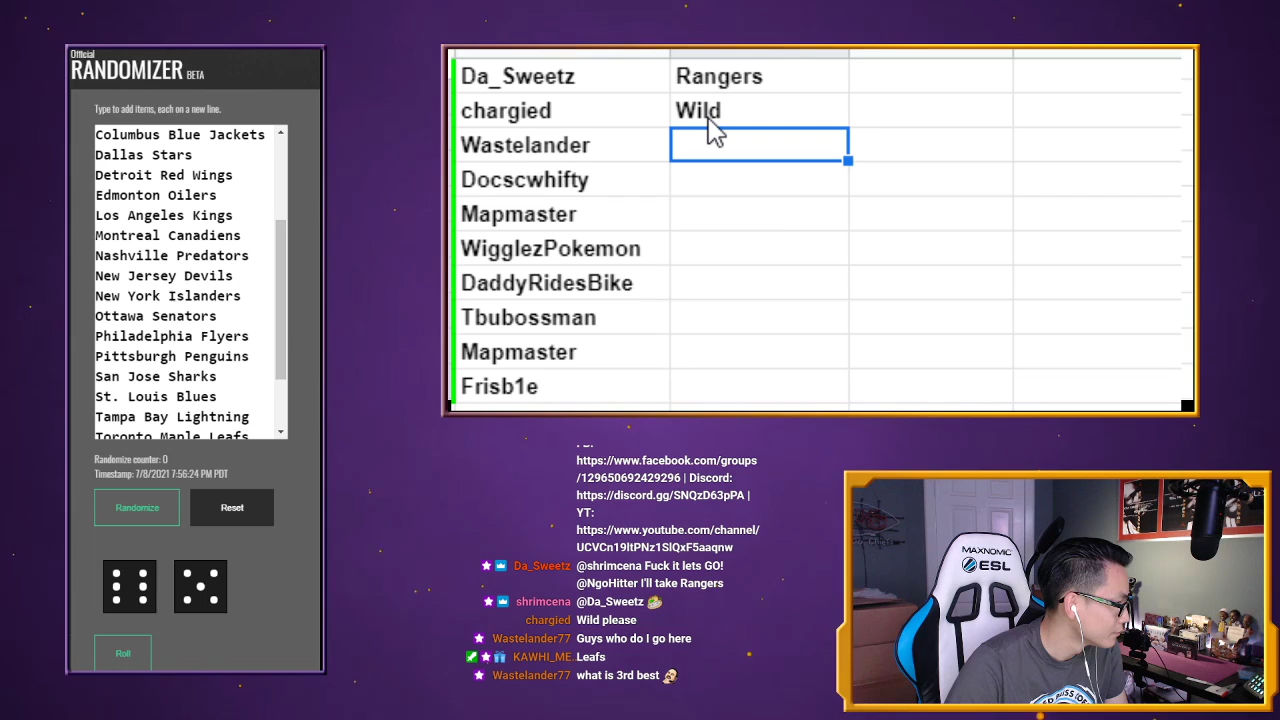 Official
RANDOMIZER BETA
Type to add items, each on a new line.
Columbus Blue Jackets
Dallas Stars
Detroit Red Wings
Edmonton Oilers
Los Angeles Kings
Montreal Canadiens
Nashville Predators
New Jersey Devils
New York Islanders
Ottawa Senators
Philadelphia Flyers
Pittsburgh Penguins
San Jose Sharks
St. Louis Blues
Tampa Bay Lightning
Toronto Maple Leafs
Randomize counter: 0
Timestamp: 7/8/2021 7:56:24 PM PDT
Randomize Reset
Roll
Da_Sweetz Rangers
chargied Wild
Wastelander
Docscwhifty
Mapmaster
WigglezPokemon
DaddyRidesBike
Tbubossman
Mapmaster
Frisb1e
https://www.facebook.com/groups
/129650692429296 | Discord:
https://discord.gg/SNQzD63pPA |
YT:
https://www.youtube.com/channel/
UCVCn19ltPNz1SlQxF5aaqnw
Da_Sweetz @shrimcena Fuck it lets GO!
@NgoHitter I'll take Rangers
shrimcena @Da_Sweetz
chargied Wild please
Wastelander77 Guys who do I go here
KAWHI_ME. Leafs
Wastelander77 what is 3rd best
MAXNOMIC
ESL